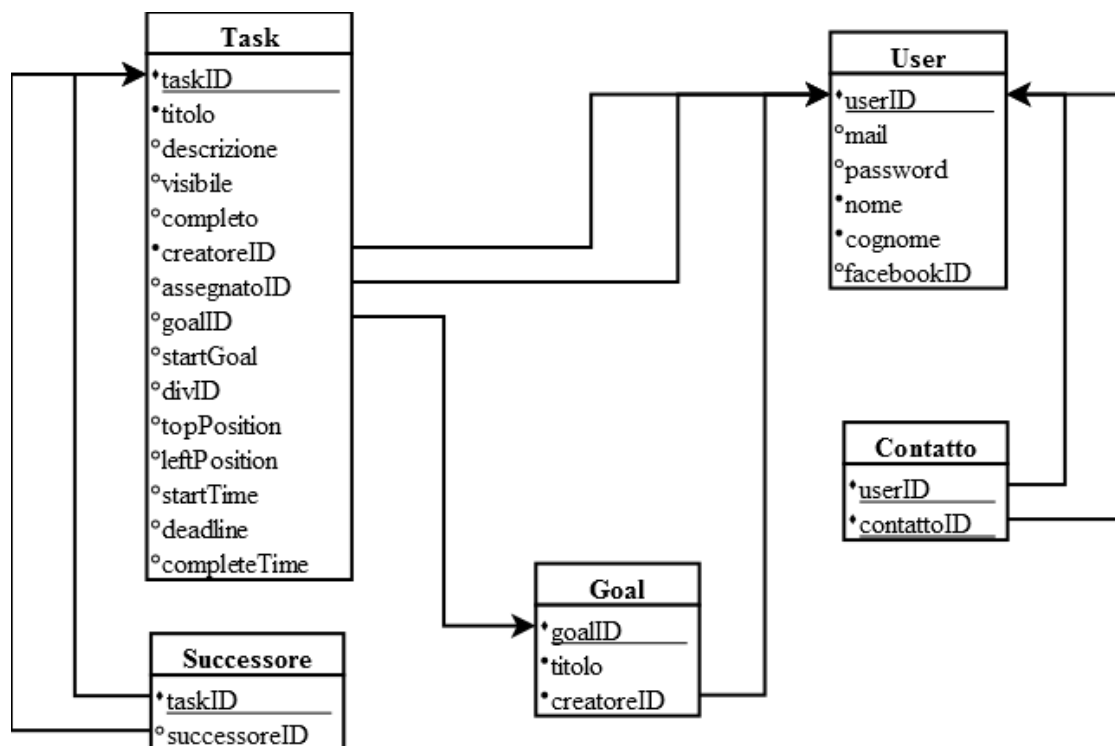 Task
taskID
titolo
descrizione
visibile
completo
creatoreID
assegnatoID
goalID
startGoal
divID
topPosition
leftPosition
startTime
deadline
completeTime
User
userID
mail
password
nome
cognome
facebookID
Contatto
userID
contattoID
Goal
goalID
titolo
creatoreID
Successore
taskID
successoreID